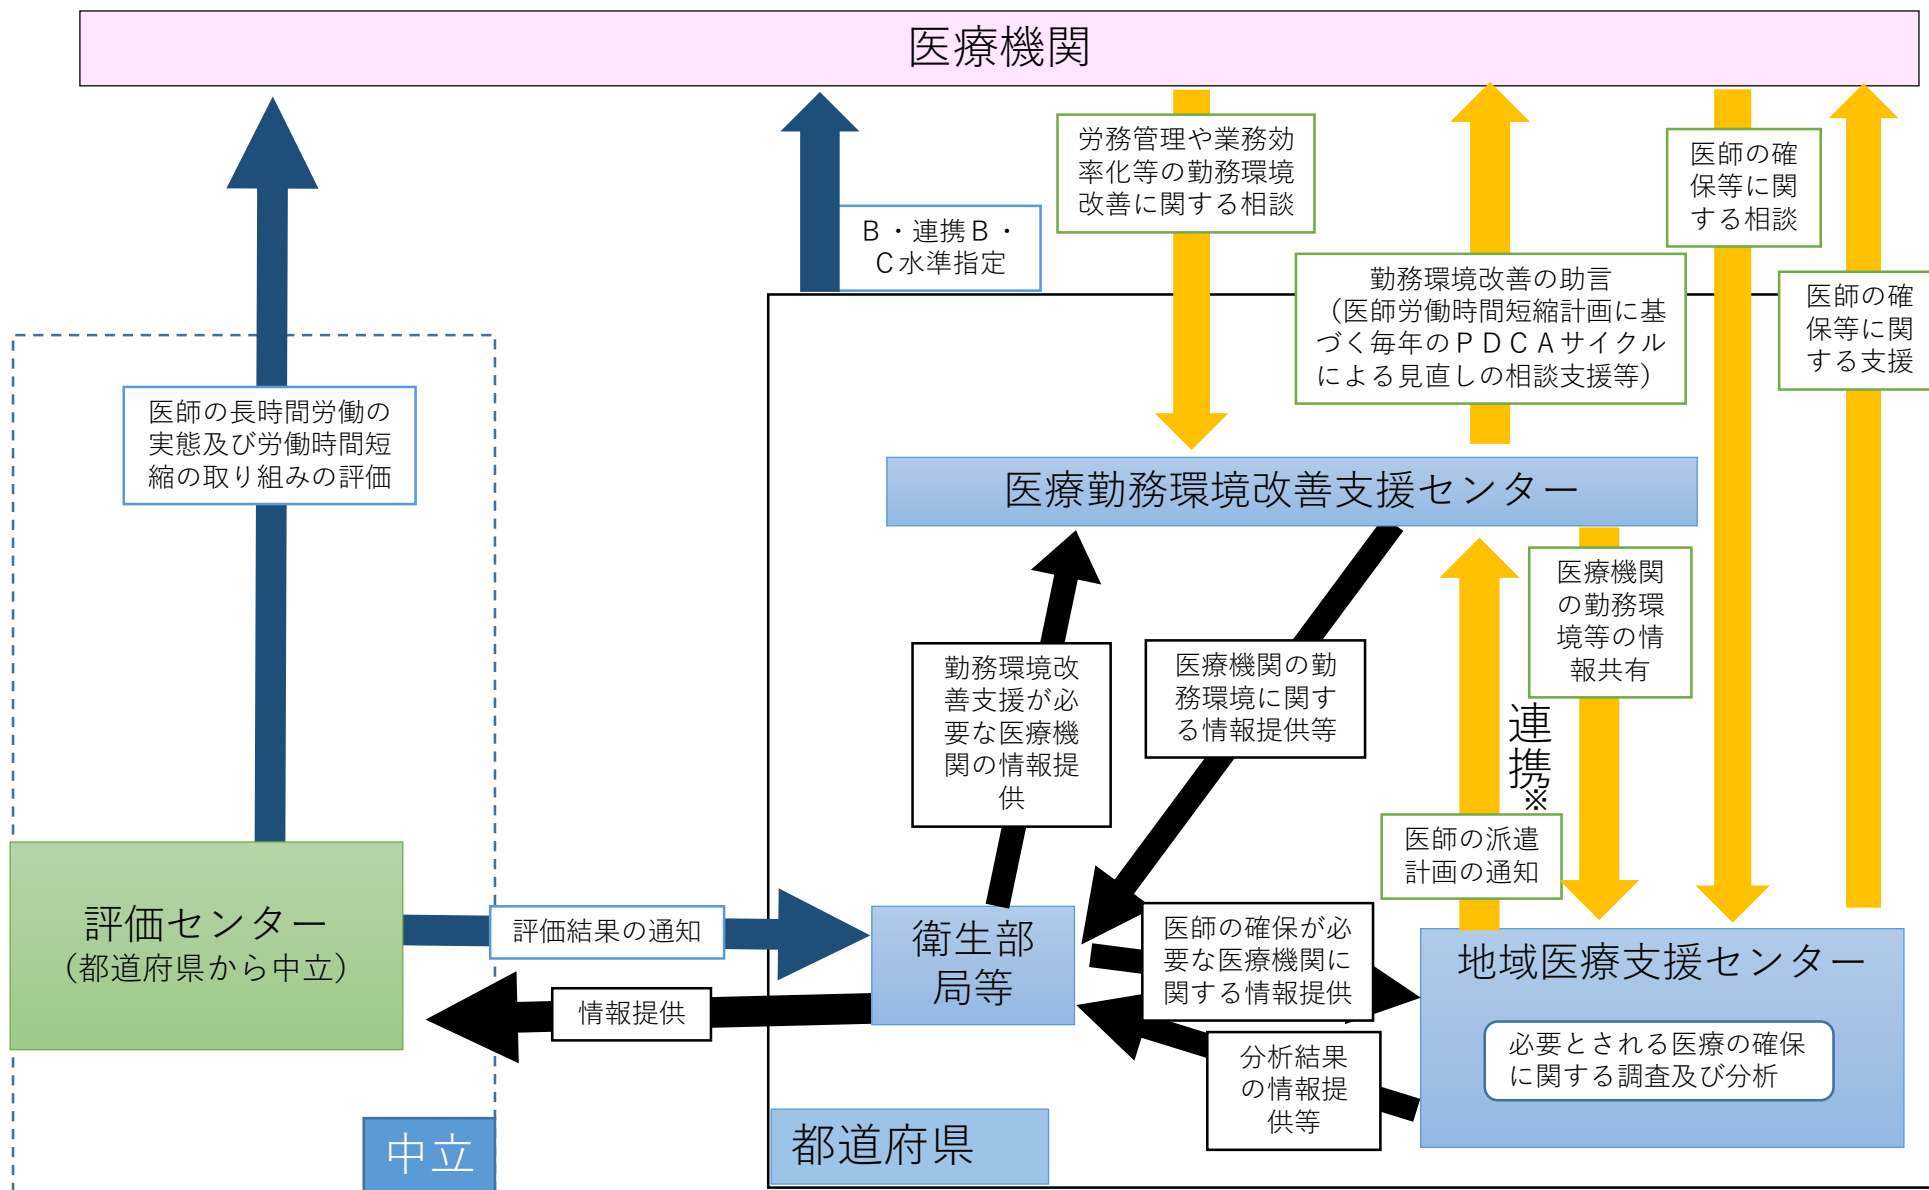 医療機関
労務管理や業務効
率化等の勤務環境
改善に関する相談
医師の確
保等に関
する相談
B・連携B・
C水準指定
勤務環境改善の助言
（医師労働時間短縮計画に基
づく毎年のPDCAサイクル
による見直しの相談支援等）
医師の確
保等に関
する支援
医師の長時間労働の
実態及び労働時間短
縮の取り組みの評価
医療勤務環境改善支援センター
医療機関
の勤務環
境等の情
報共有
勤務環境改
善支援が必
要な医療機
関の情報提
供
医療機関の勤
務環境に関す
る情報提供等
連携※
医師の派遣
計画の通知
評価センター
（都道府県から中立）
評価結果の通知
衛生部
局等
医師の確保が必
要な医療機関に
関する情報提供
地域医療支援センター
情報提供
分析結果
の情報提
供等
必要とされる医療の確保
に関する調査及び分析
中立
都道府県